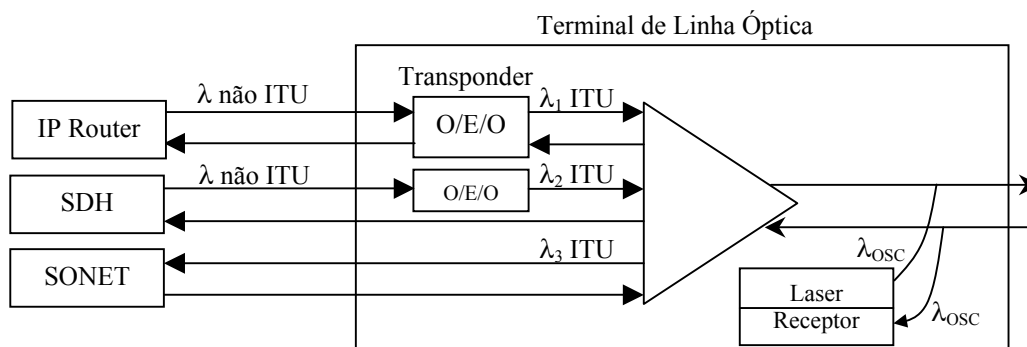 Terminal de Linha Óptica
Transponder
λ não ITU
λ₁ ITU
IP Router
O/E/O
λ não ITU
λ₂ ITU
SDH
O/E/O
λ₃ ITU
SONET
λOSC
Laser
Receptor
λOSC